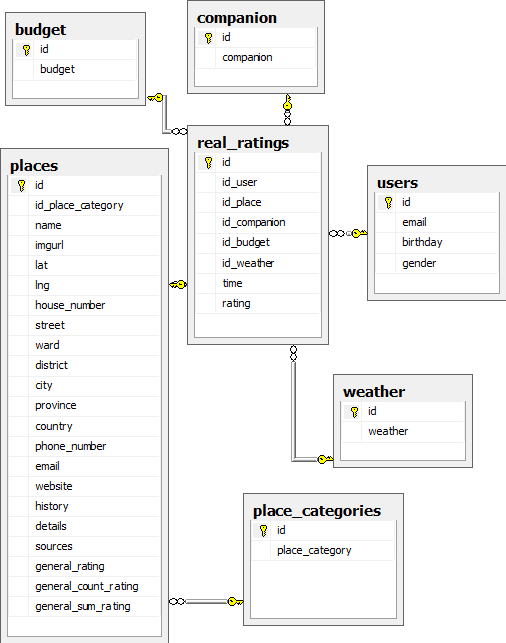 budget
id
budget
companion
id
companion
real_ratings
id
id_user
id_place
id_companion
id_budget
id_weather
time
rating
places
id
id_place_category
name
imgurl
lat
lng
house_number
street
ward
district
city
province
country
phone_number
email
website
history
details
sources
general_rating
general_count_rating
general_sum_rating
users
id
email
birthday
gender
weather
id
weather
place_categories
id
place_category